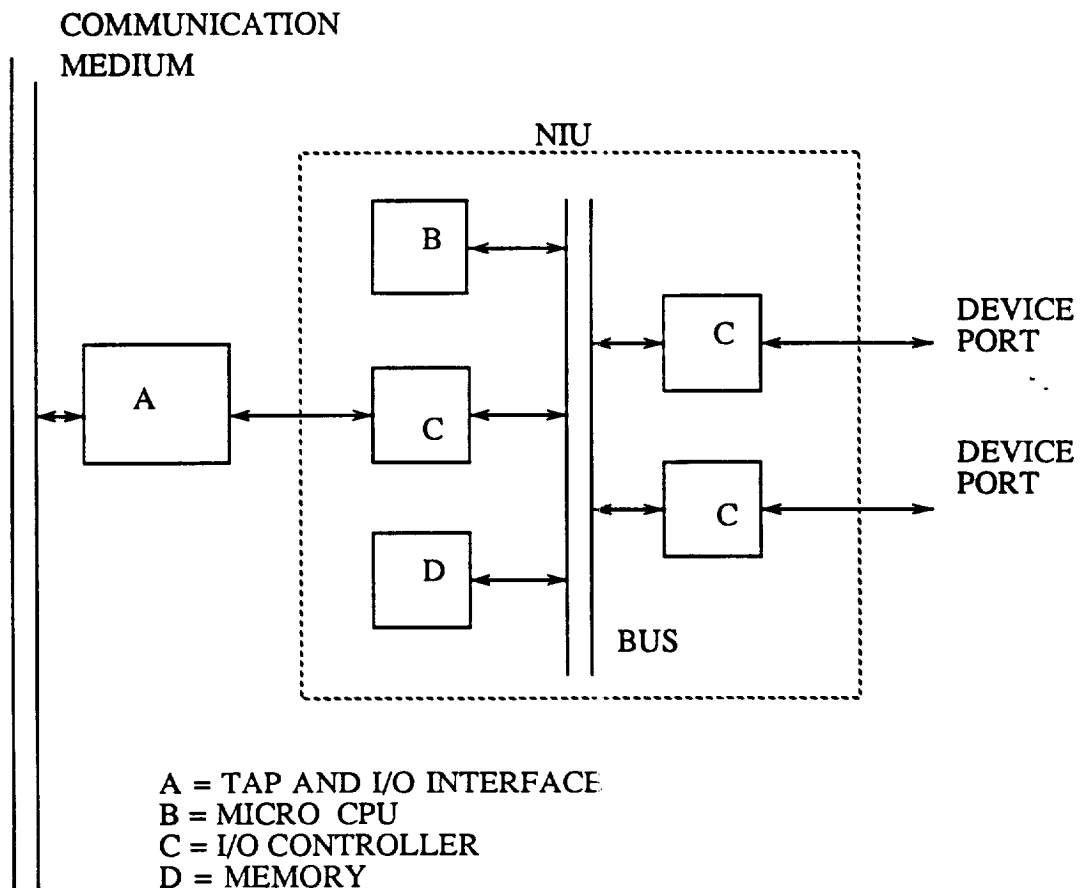 COMMUNICATION
MEDIUM
NIU
B
C
DEVICE
PORT
A
C
DEVICE
PORT
C
D
BUS
A = TAP AND I/O INTERFACE
B = MICRO CPU
C = I/O CONTROLLER
D = MEMORY